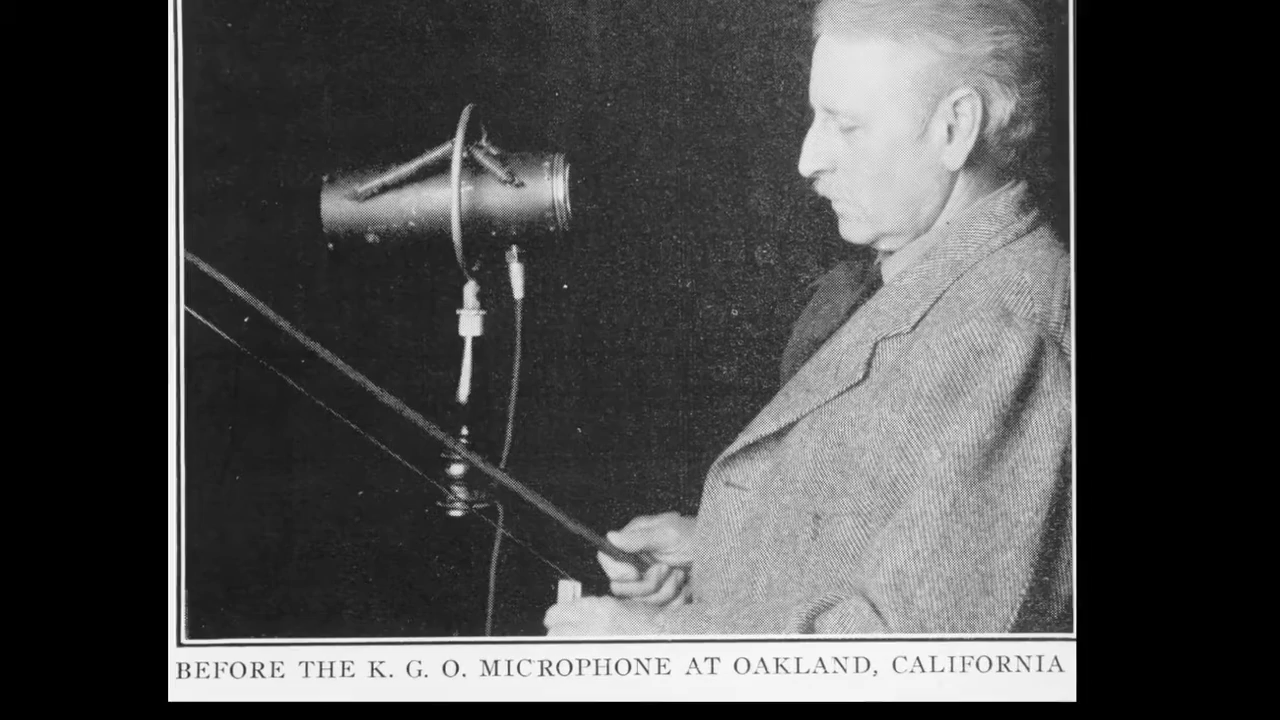 BEFORE THE K. G. O. MICROPHONE AT OAKLAND, CALIFORNIA